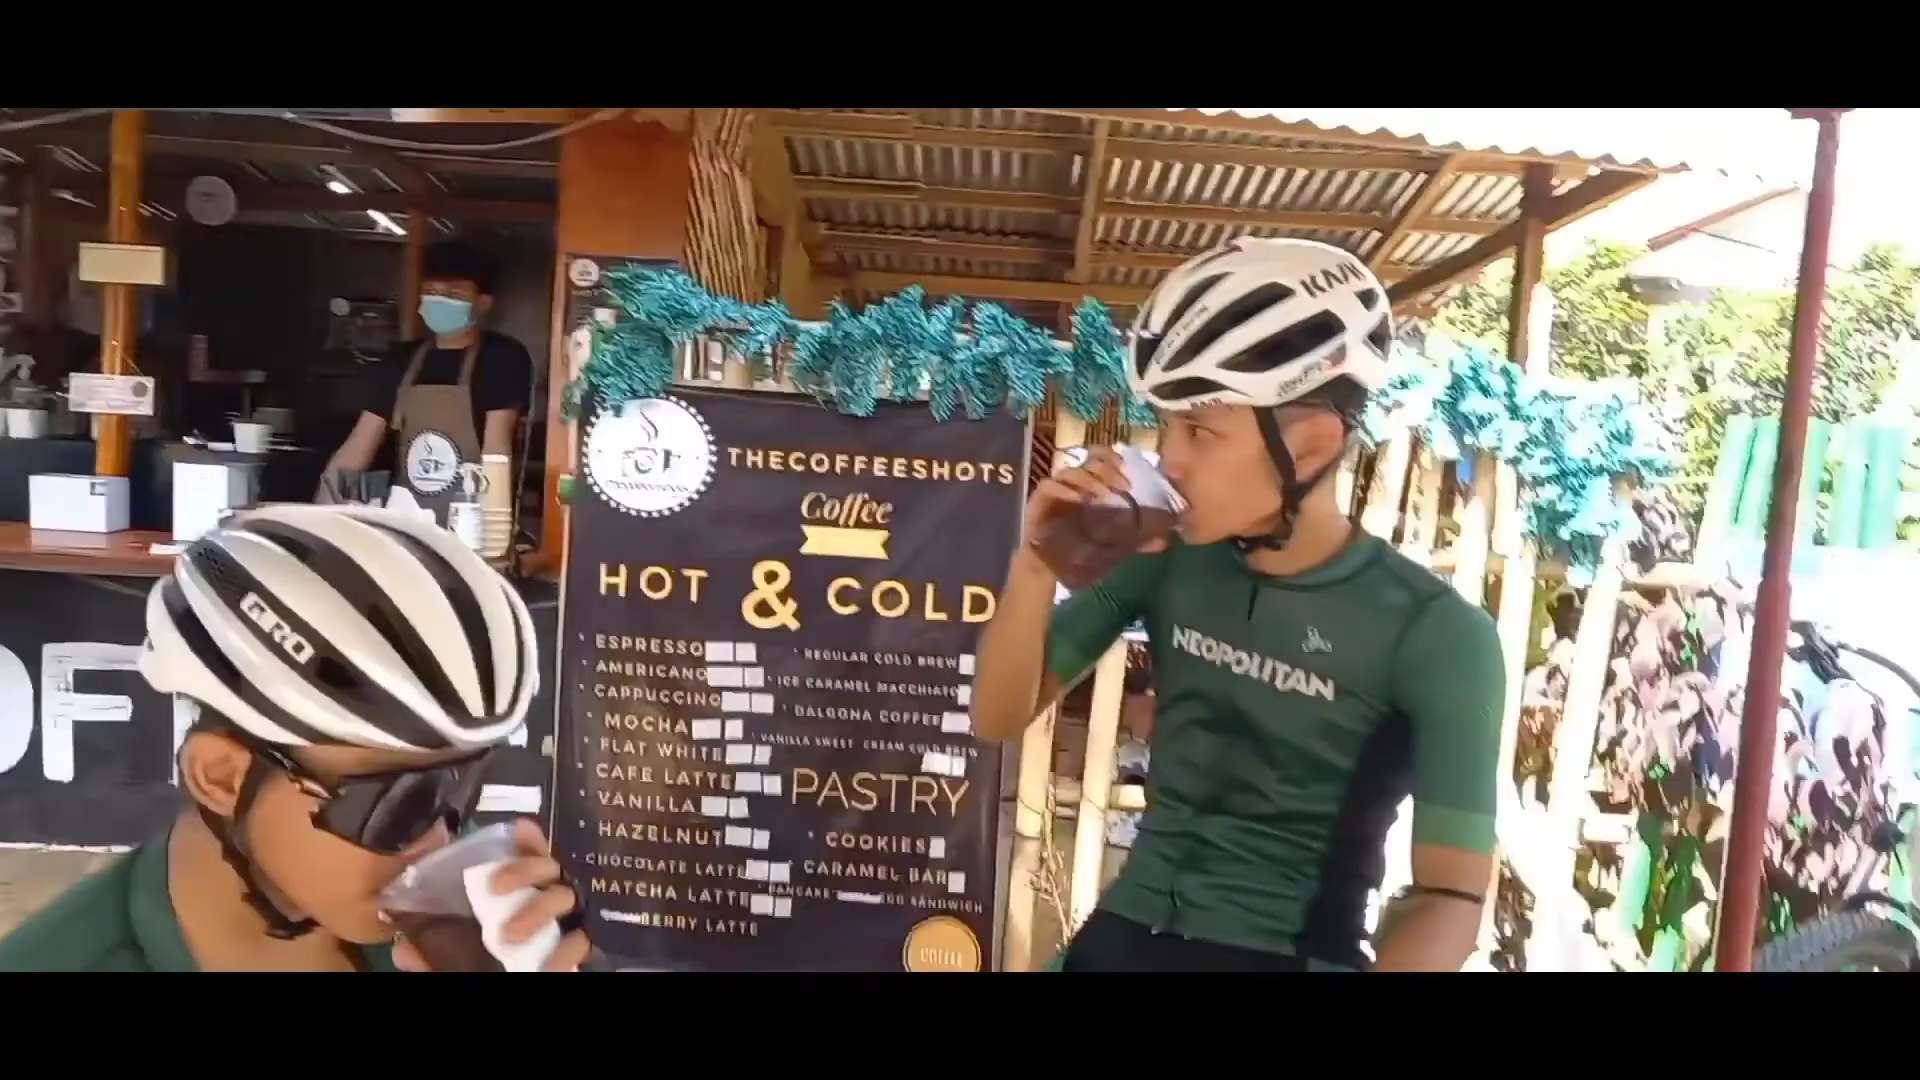 THECOFFEESHOTS
Coffee
HOT & COLD
ESPRESSO
AMERICANO
CAPPUCCINO
MOCHA
FLAT WHITE
CAFE LATTE
VANILLA
HAZELNUT
CHOCOLATE LATTE
MATCHA LATTE
BERRY LATTE
REGULAR COLD BREW
ICE CARAMEL MACCHIATO
DALGONA COFFEE
VANILLA SWEET CREAM COLD BREW
PASTRY
COOKIES
CARAMEL BAR
PANCAKE EGG SANDWICH
COFFEE
GIRO
KASK
NEOPOLITAN